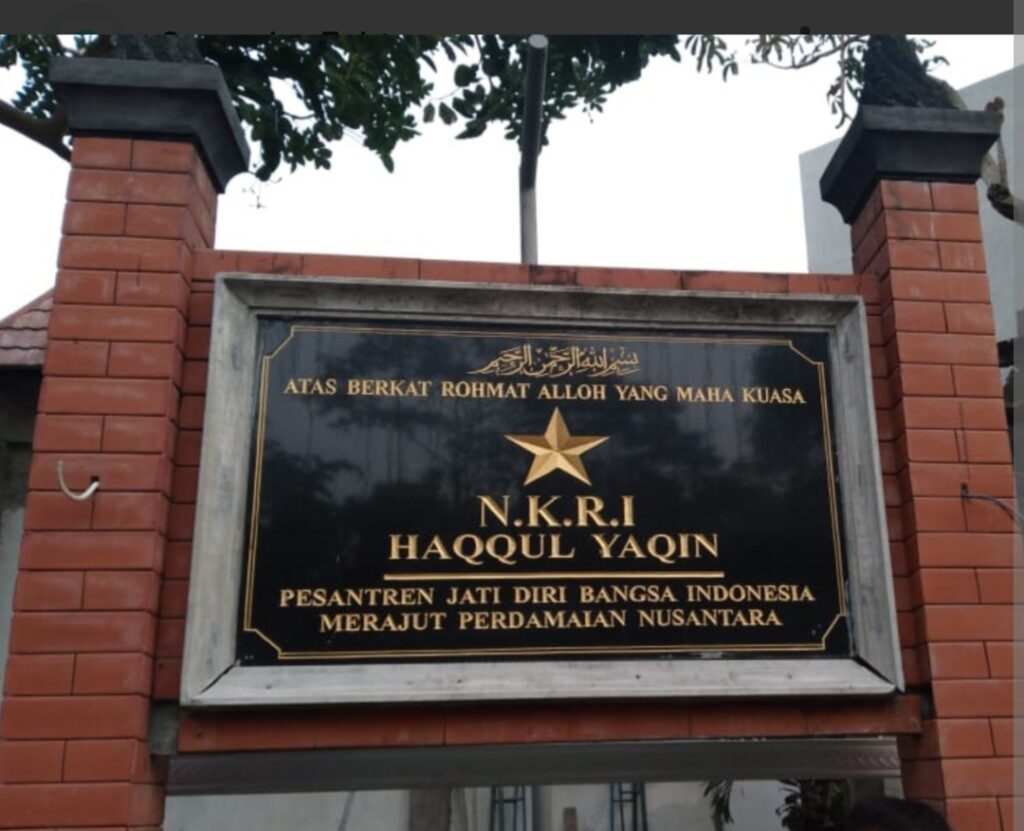 بسم الله الرحمن الرحيم
ATAS BERKAT ROHMAT ALLOH YANG MAHA KUASA
N.K.R.I
HAQQUL YAQIN
PESANTREN JATI DIRI BANGSA INDONESIA
MERAJUT PERDAMAIAN NUSANTARA